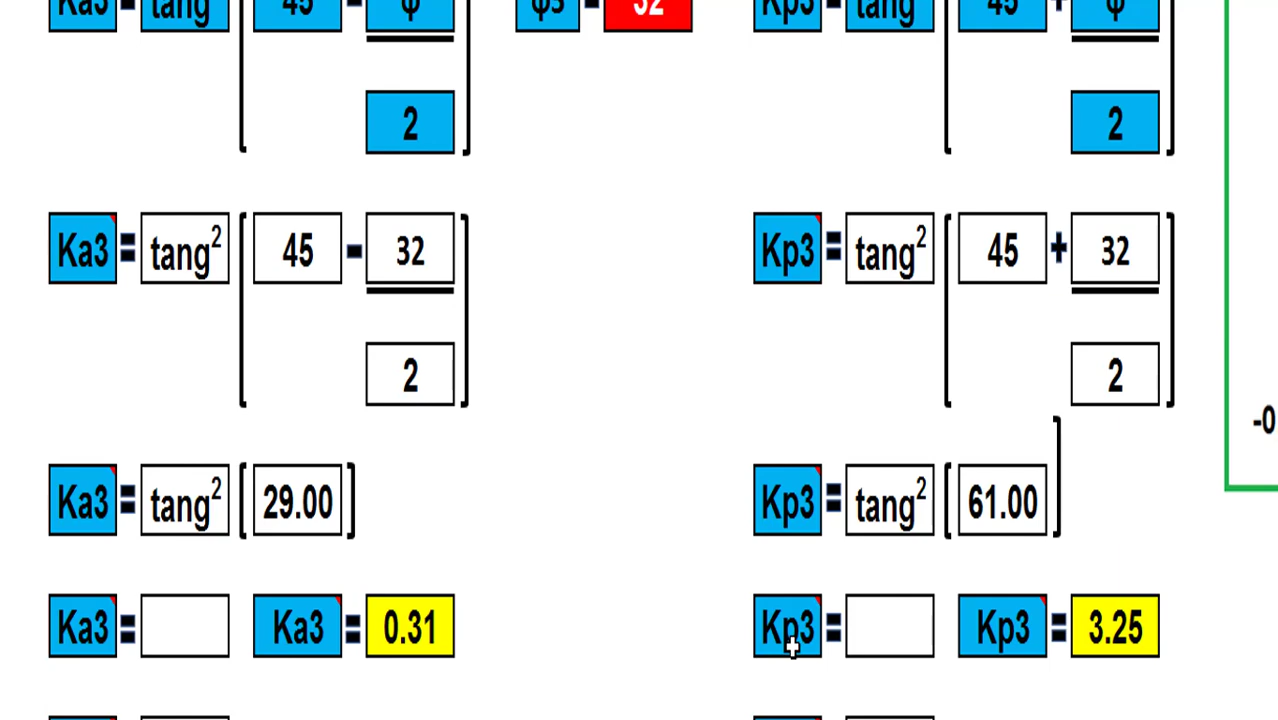 Ka3 = tang 45 - φ φ3 = 32 Kp3 = tang 45 + φ
2 2
Ka3 = tang² [ 45 - 32 ] Kp3 = tang² [ 45 + 32 ]
2 2
-0
Ka3 = tang² [ 29.00 ] Kp3 = tang² [ 61.00 ]
Ka3 = Ka3 = 0.31 Kp3 = Kp3 = 3.25